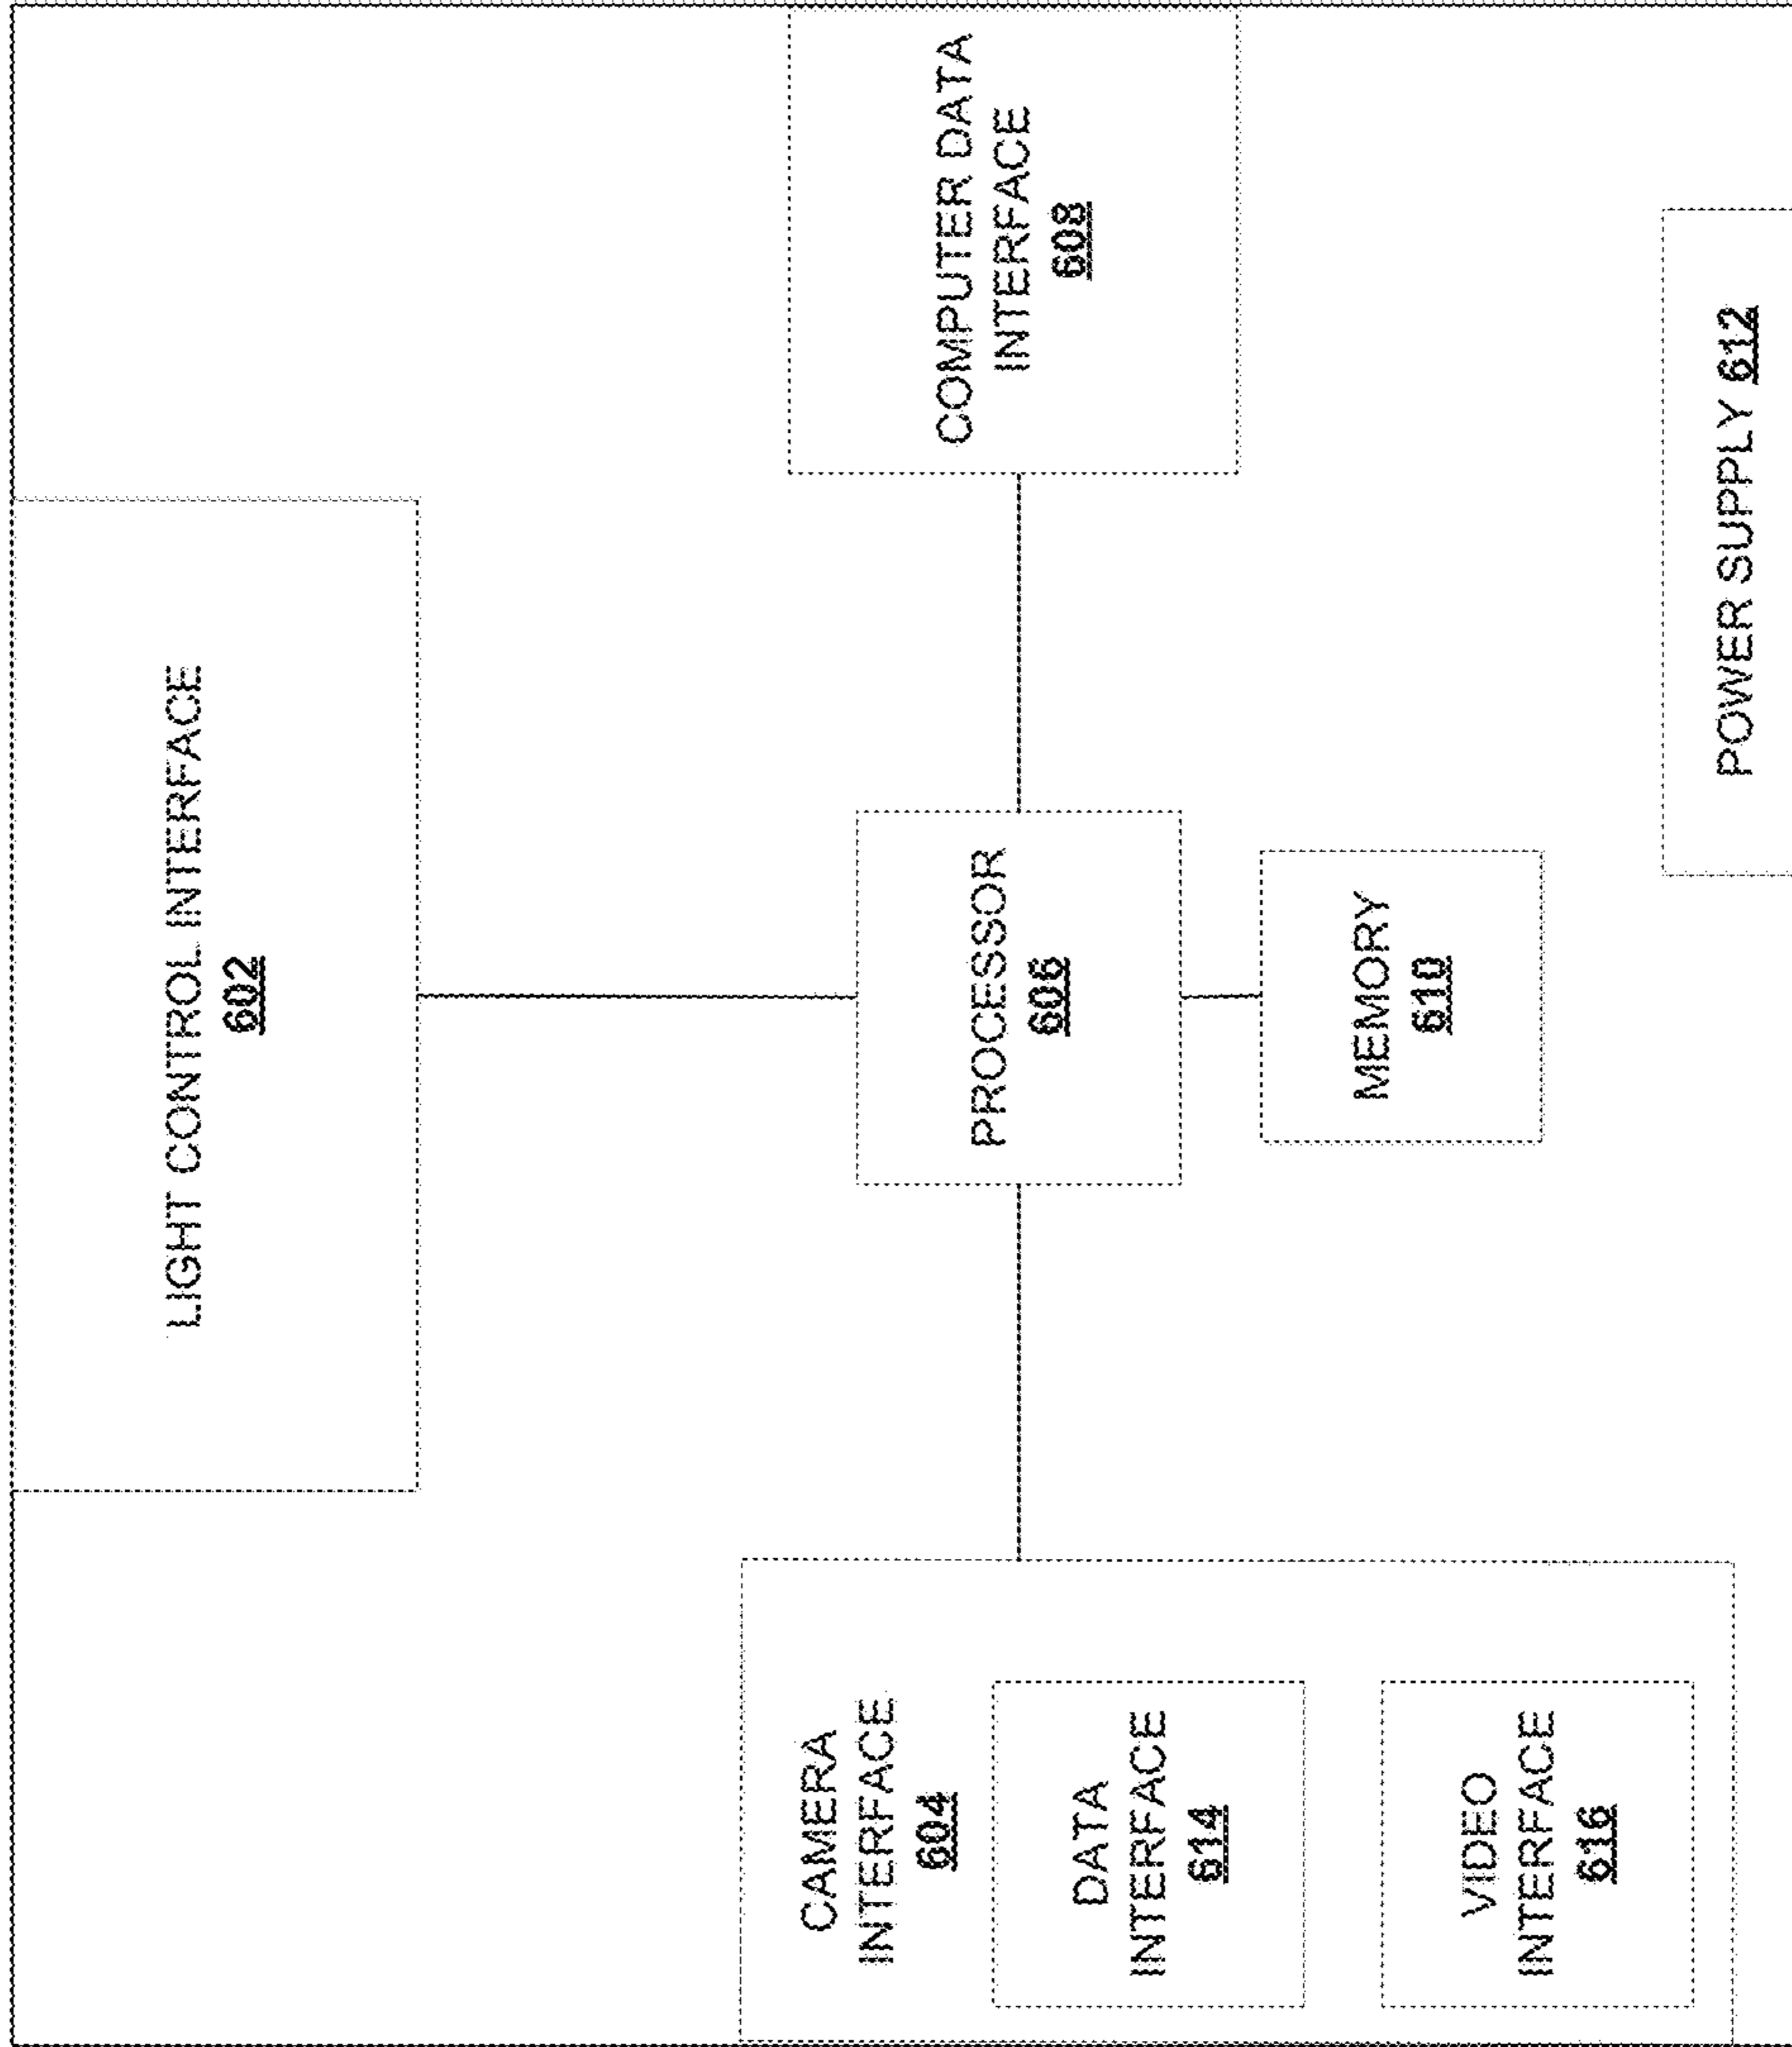 LIGHT CONTROL INTERFACE
602
CAMERA
INTERFACE
604
DATA
INTERFACE
614
VIDEO
INTERFACE
616
PROCESSOR
606
MEMORY
610
COMPUTER DATA
INTERFACE
608
POWER SUPPLY 612